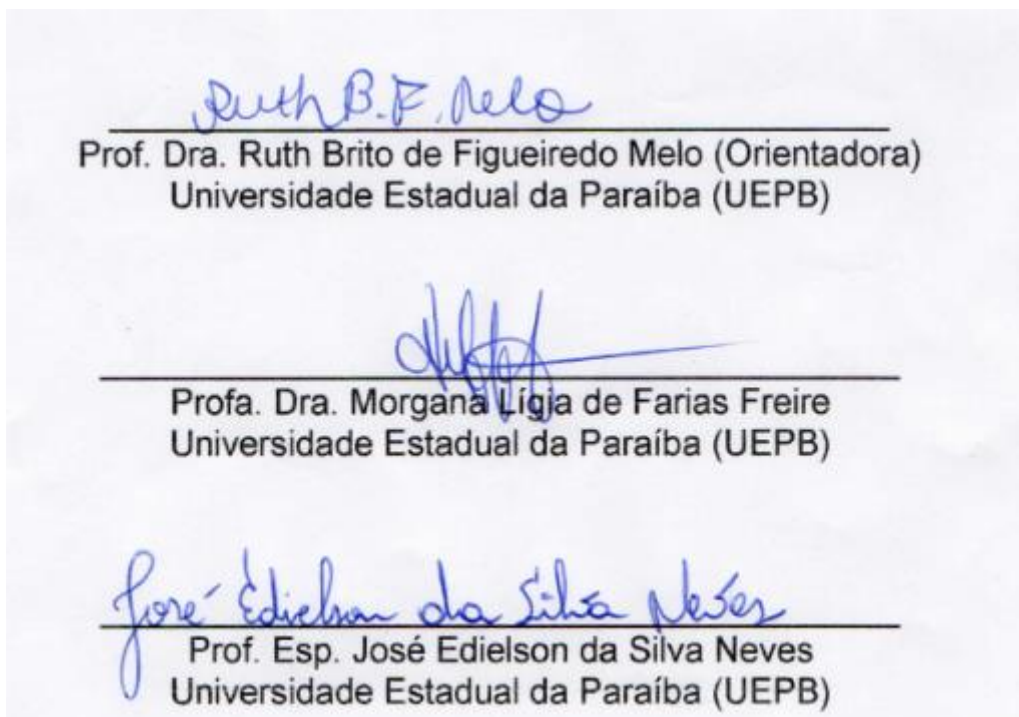 Ruth B. F. Melo
Prof. Dra. Ruth Brito de Figueiredo Melo (Orientadora)
Universidade Estadual da Paraíba (UEPB)
Profa. Dra. Morgana Lígia de Farias Freire
Universidade Estadual da Paraíba (UEPB)
José Edielson da Silva Neves
Prof. Esp. José Edielson da Silva Neves
Universidade Estadual da Paraíba (UEPB)